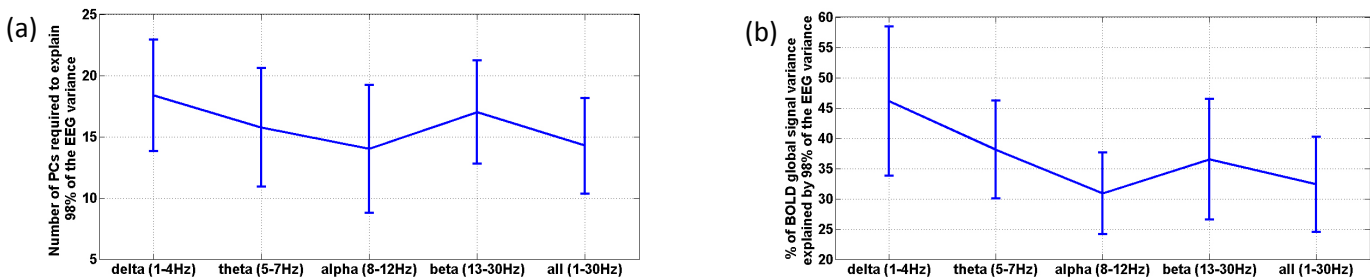 (a)
Number of PCs required to explain
98% of the EEG variance
25
20
15
10
5
delta (1-4Hz) theta (5-7Hz) alpha (8-12Hz) beta (13-30Hz) all (1-30Hz)
(b)
% of BOLD global signal variance
explained by 98% of the EEG variance
60
55
50
45
40
35
30
25
20
delta (1-4Hz) theta (5-7Hz) alpha (8-12Hz) beta (13-30Hz) all (1-30Hz)